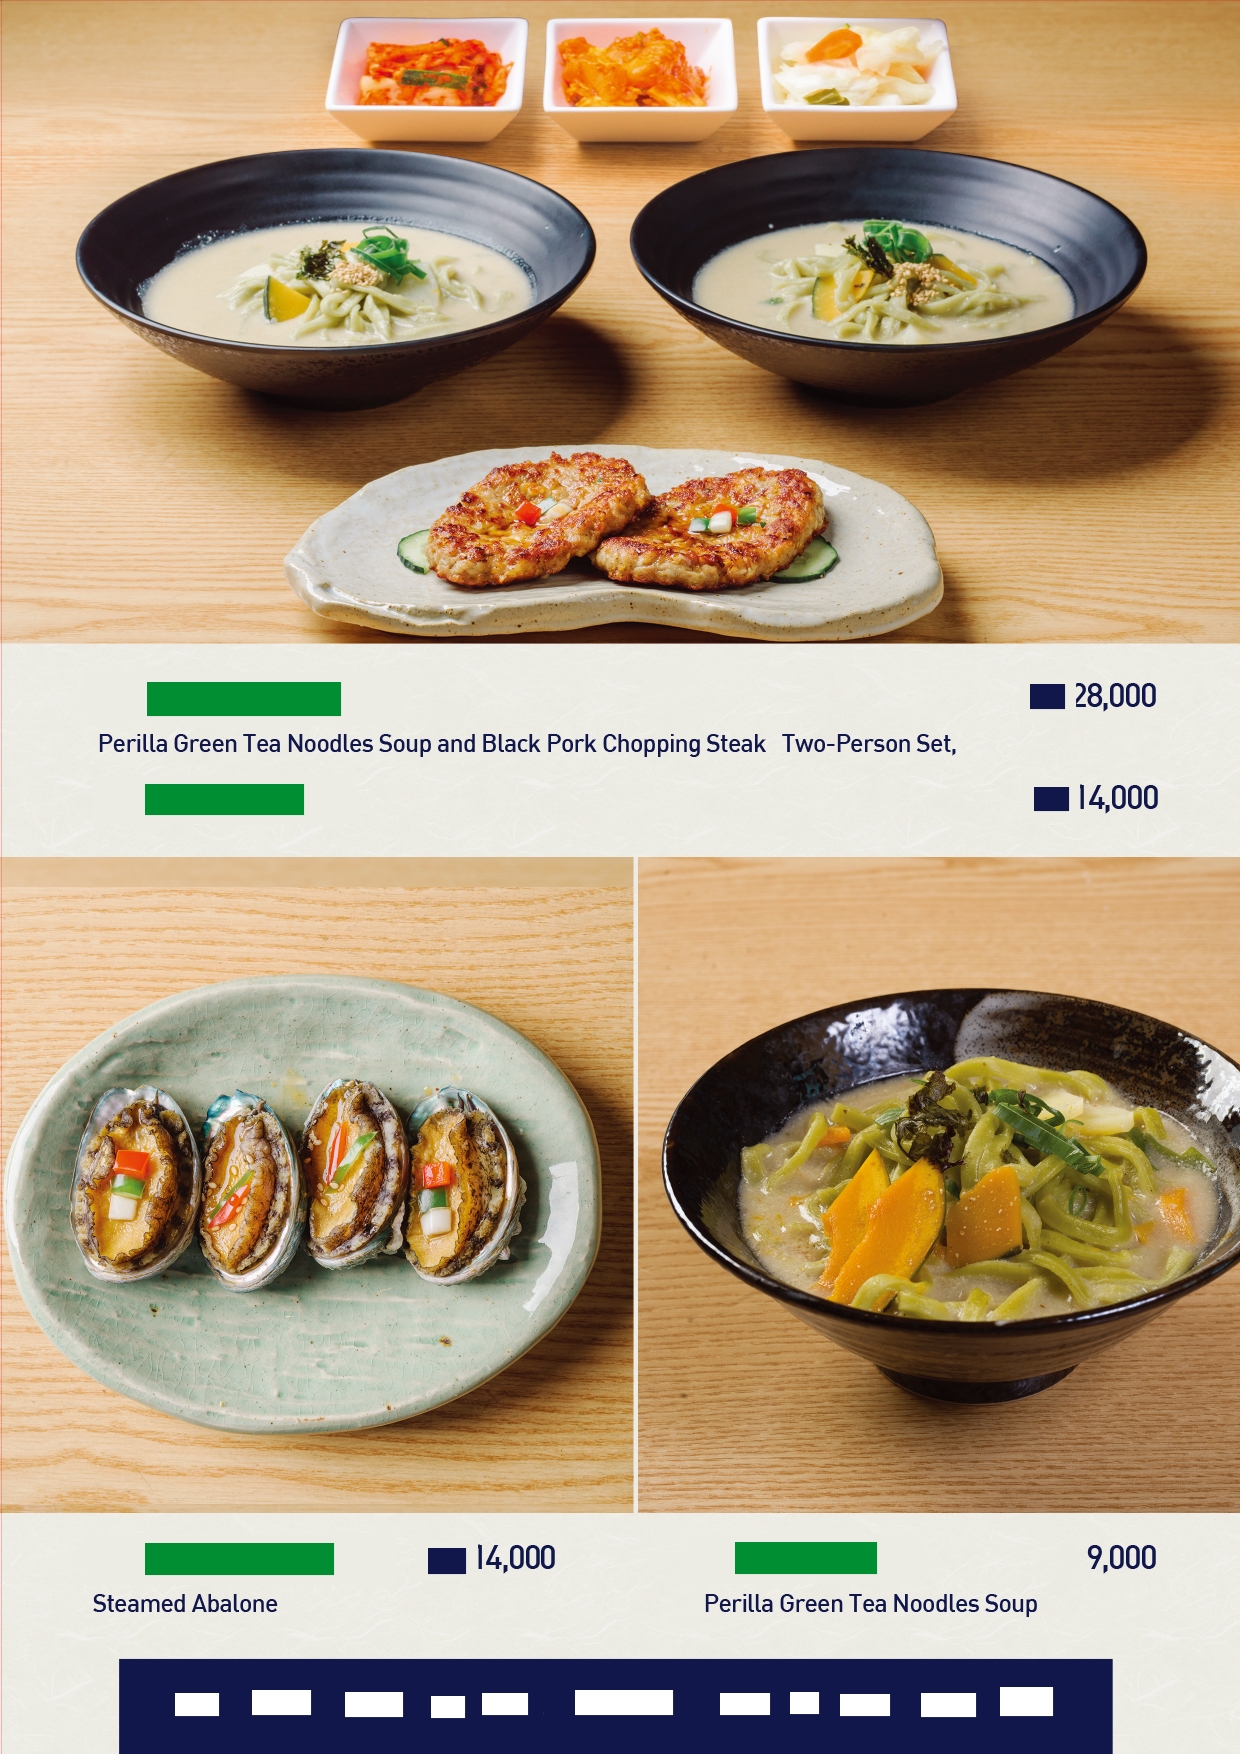 28,000
Perilla Green Tea Noodles Soup and Black Pork Chopping Steak Two-Person Set,
14,000
14,000
Steamed Abalone
9,000
Perilla Green Tea Noodles Soup